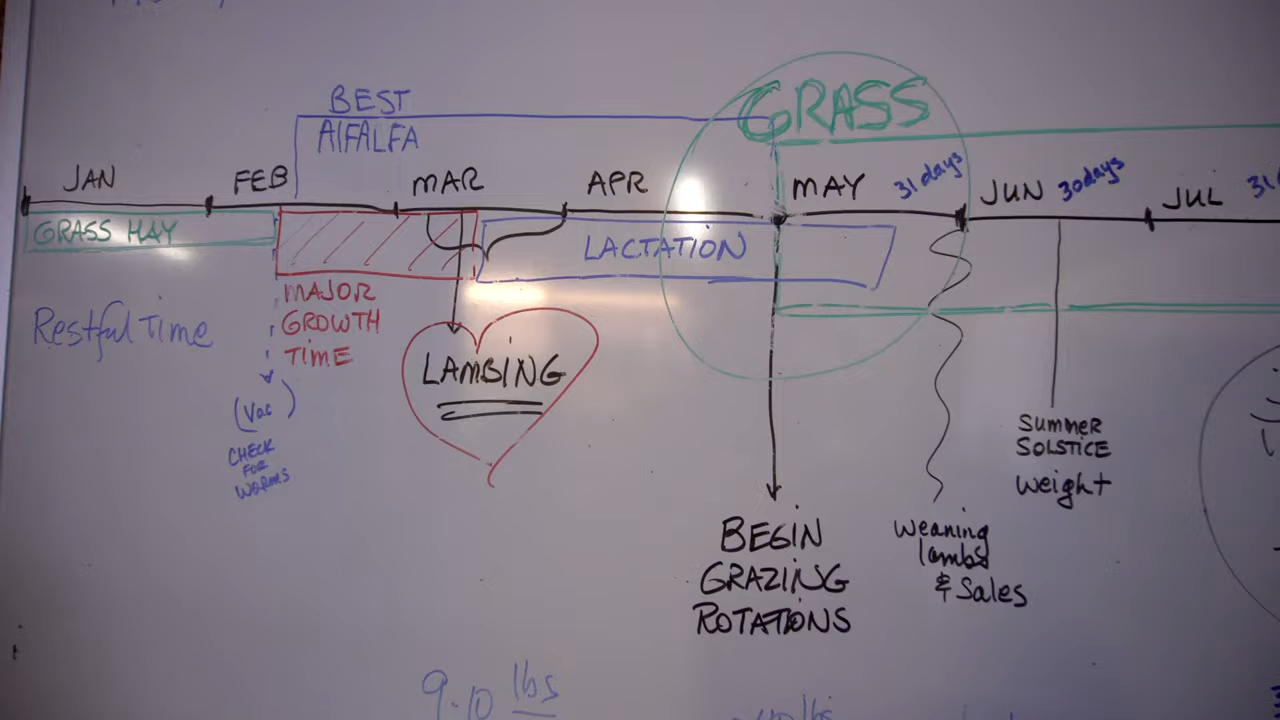 BEST
AlFALFA
GRASS
JAN
FEB
MAR
APR
MAY
31 days
JUN
30 days
JUL
31
GRASS HAY
LACTATION
Restful Time
MAJOR
GROWTH
TIME
LAMBING
(Vac)
CHECK
FOR
WORMS
SUMMER
SOLSTICE
Weight
BEGIN
GRAZING
ROTATIONS
Weaning
lambs
& Sales
9-10 lbs
lbs